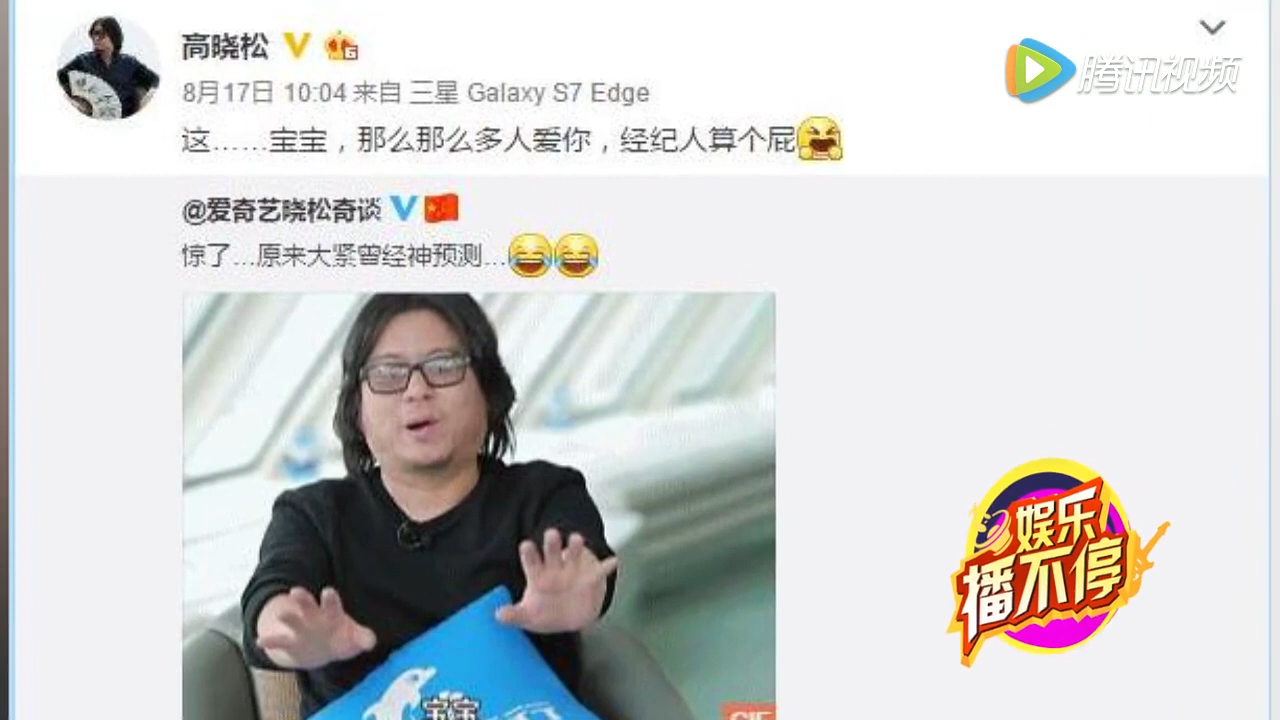 高晓松
8月17日 10:04 来自 三星 Galaxy S7 Edge
这……宝宝，那么那么多人爱你，经纪人算个屁
@爱奇艺晓松奇谈
惊了…原来大紧曾经神预测…
腾讯视频
娱乐
播不停
宝宝
GIF